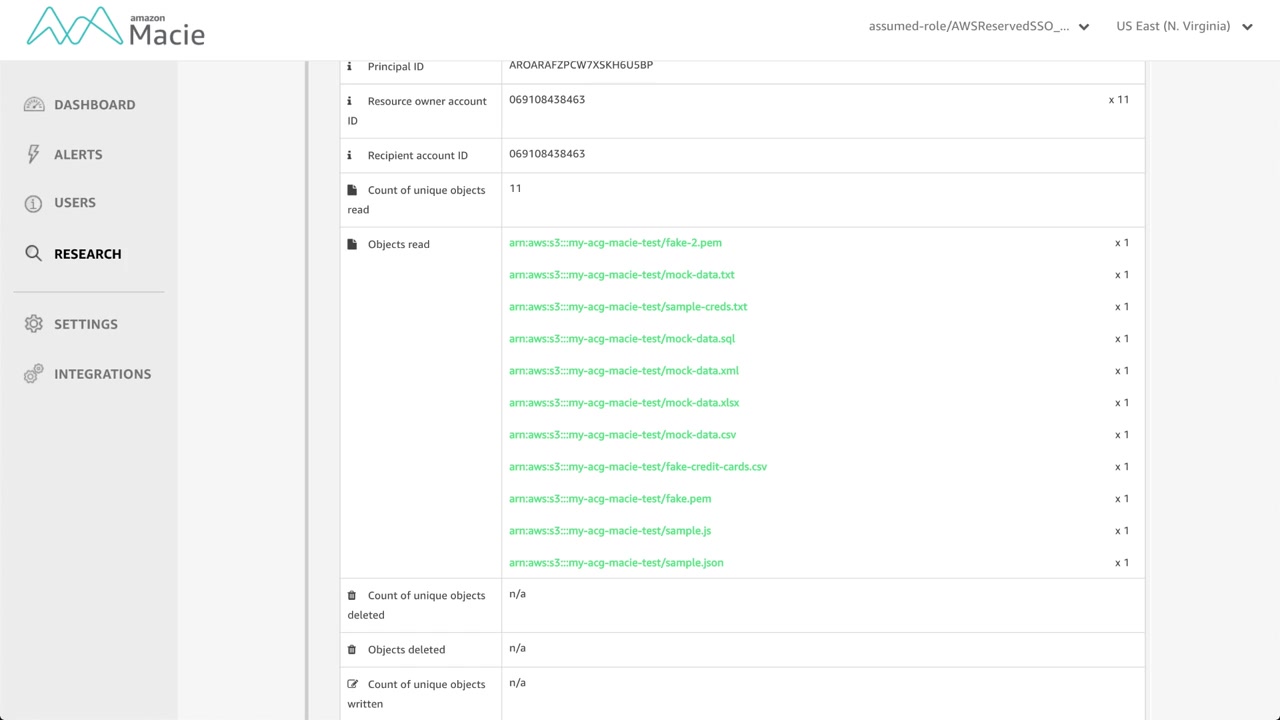 amazon
Macie
assumed-role/AWSReservedSSO_...
US East (N. Virginia)
DASHBOARD
ALERTS
USERS
RESEARCH
SETTINGS
INTEGRATIONS
Principal ID
AROARAFZPCW7XSKH6U5BP
Resource owner account
ID
069108438463
x 11
Recipient account ID
069108438463
Count of unique objects
read
11
Objects read
arn:aws:s3:::my-acg-macie-test/fake-2.pem x 1
arn:aws:s3:::my-acg-macie-test/mock-data.txt x 1
arn:aws:s3:::my-acg-macie-test/sample-creds.txt x 1
arn:aws:s3:::my-acg-macie-test/mock-data.sql x 1
arn:aws:s3:::my-acg-macie-test/mock-data.xml x 1
arn:aws:s3:::my-acg-macie-test/mock-data.xlsx x 1
arn:aws:s3:::my-acg-macie-test/mock-data.csv x 1
arn:aws:s3:::my-acg-macie-test/fake-credit-cards.csv x 1
arn:aws:s3:::my-acg-macie-test/fake.pem x 1
arn:aws:s3:::my-acg-macie-test/sample.js x 1
arn:aws:s3:::my-acg-macie-test/sample.json x 1
Count of unique objects
deleted
n/a
Objects deleted
n/a
Count of unique objects
written
n/a